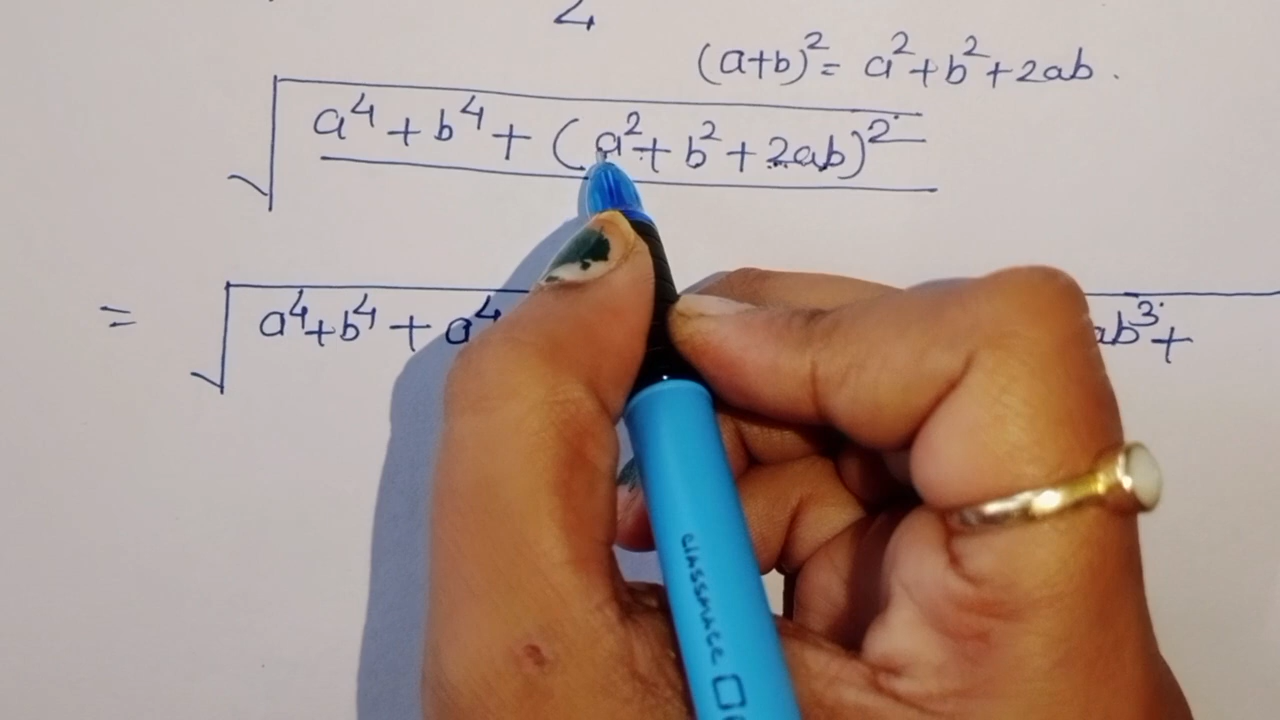 2
(a+b)² = a²+b²+2ab.
√a⁴+b⁴+(a²+b²+2ab)²
= √a⁴+b⁴+a⁴ ab³+
classmate